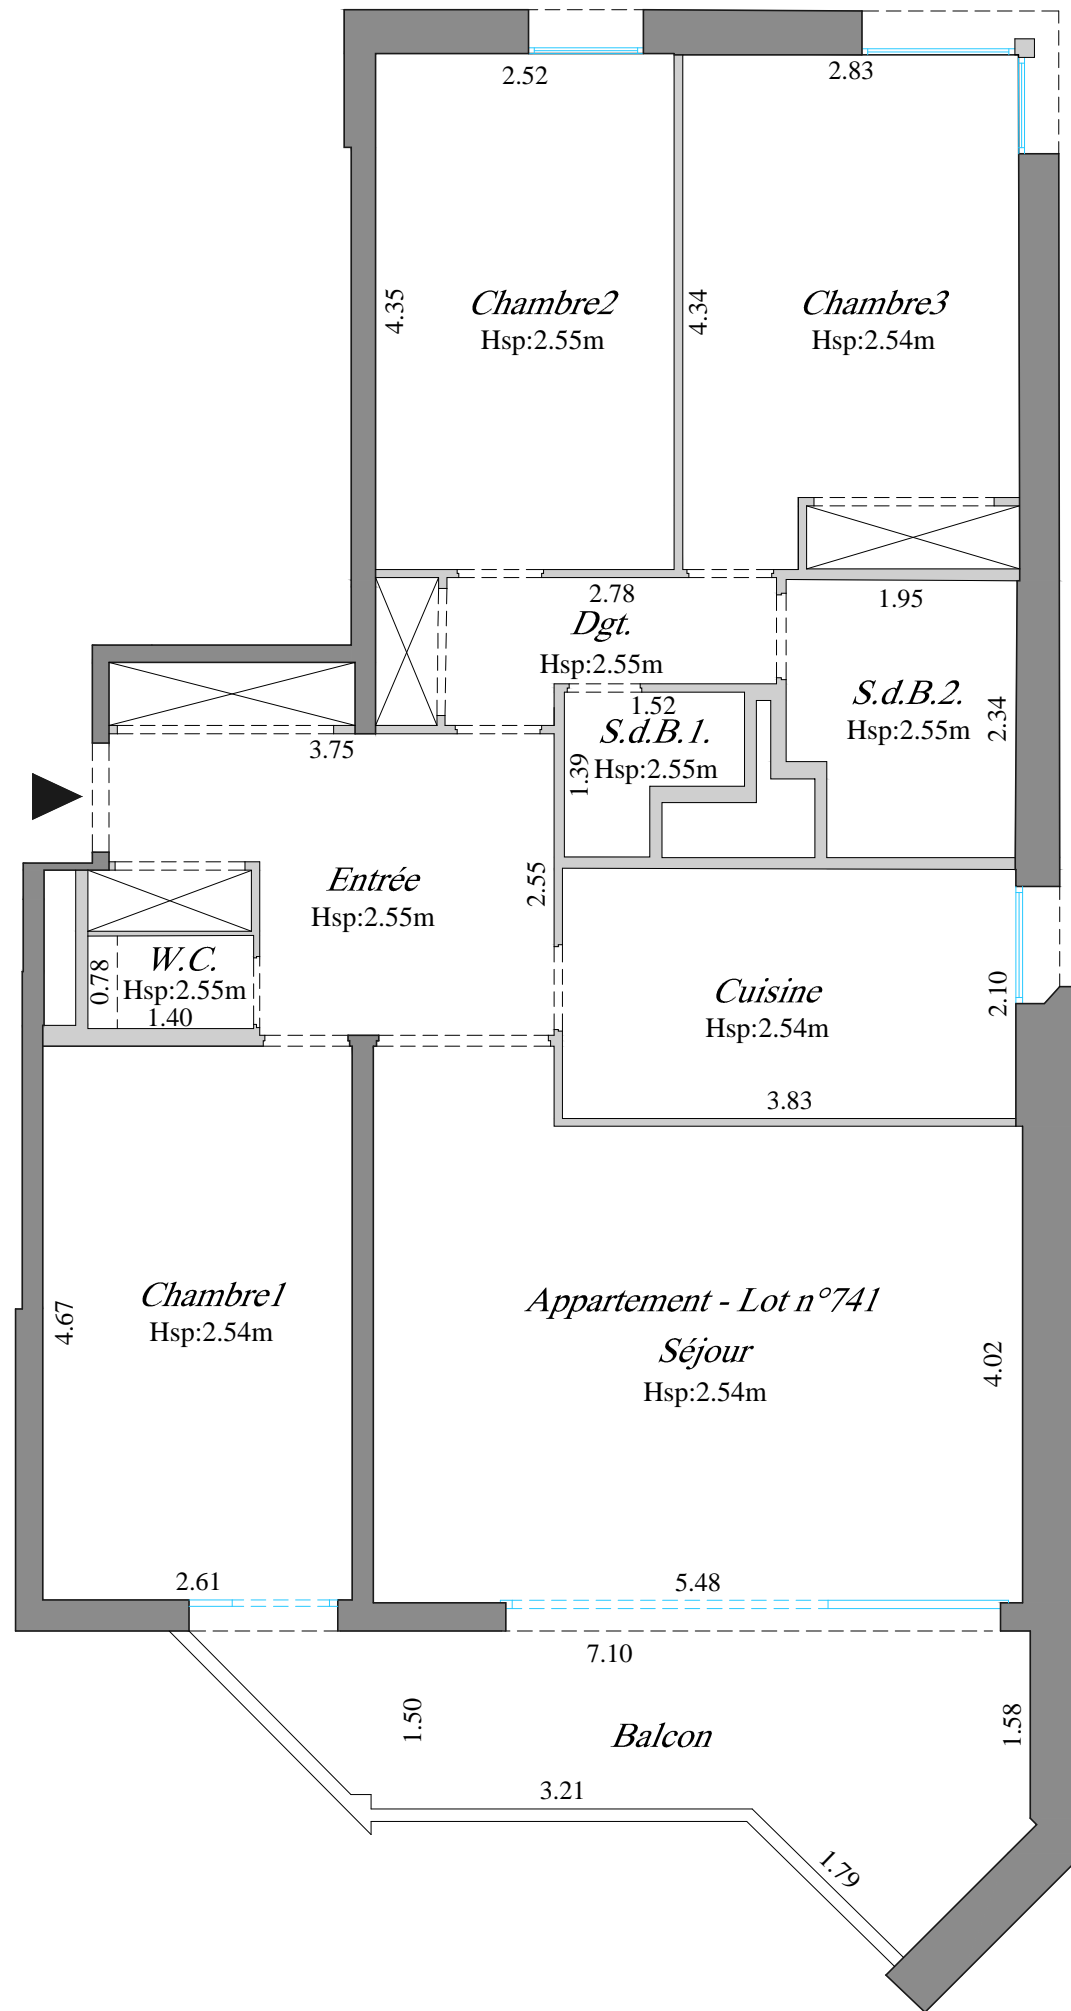 2.52
2.83
4.35
Chambre2
Hsp:2.55m
4.34
Chambre3
Hsp:2.54m
2.78
Dgt.
Hsp:2.55m
1.95
S.d.B.2.
Hsp:2.55m
2.34
1.52
S.d.B.1.
Hsp:2.55m
1.39
3.75
Entrée
Hsp:2.55m
2.55
W.C.
Hsp:2.55m
0.78
1.40
Cuisine
Hsp:2.54m
2.10
3.83
Chambre1
Hsp:2.54m
4.67
2.61
Appartement - Lot n°741
Séjour
Hsp:2.54m
4.02
5.48
7.10
1.50
Balcon
1.58
3.21
1.79